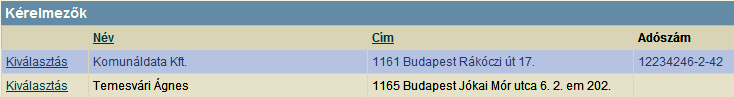 Kérelmezők
Név Cím Adószám
Kiválasztás Komunáldata Kft. 1161 Budapest Rákóczi út 17. 12234246-2-42
Kiválasztás Temesvári Ágnes 1165 Budapest Jókai Mór utca 6. 2. em 202.